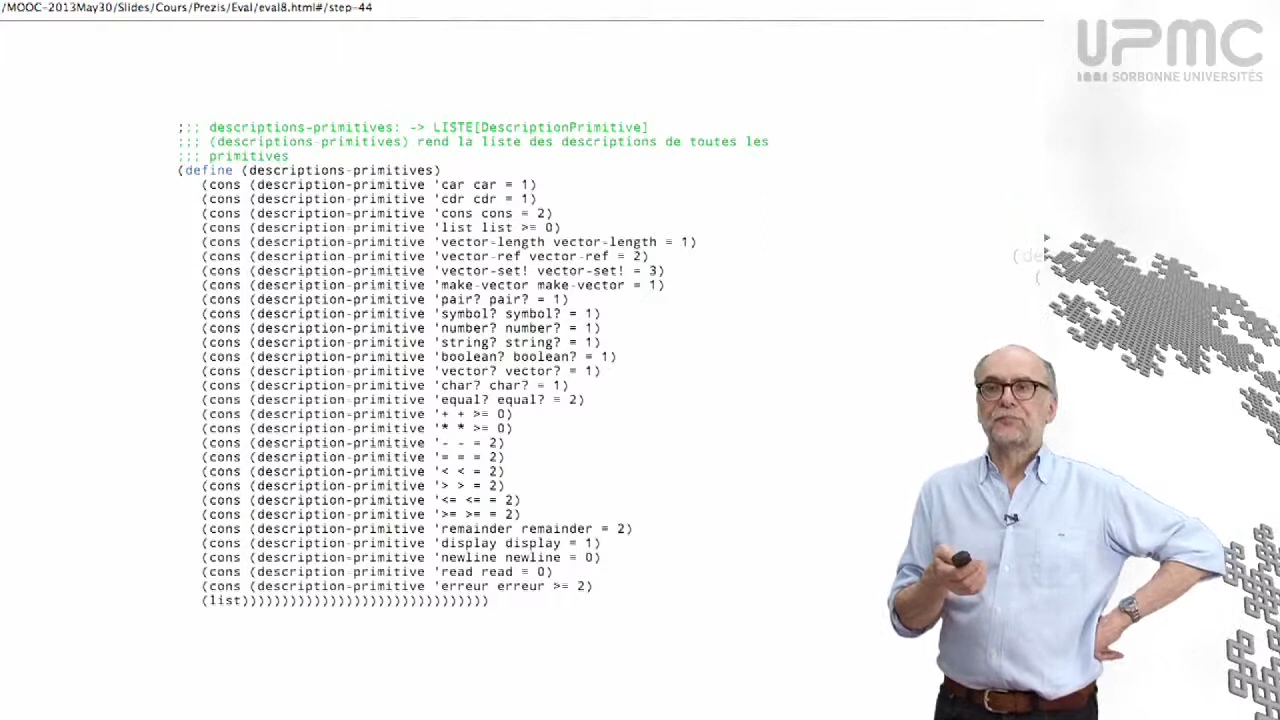 /MOOC-2013May30/Slides/Cours/Prezis/Eval/eval8.html#/step-44
UPMC
SORBONNE UNIVERSITÉS
;;; descriptions-primitives: -> LISTE[DescriptionPrimitive]
;;; (descriptions-primitives) rend la liste des descriptions de toutes les
;;; primitives
(define (descriptions-primitives)
(cons (description-primitive 'car car = 1)
(cons (description-primitive 'cdr cdr = 1)
(cons (description-primitive 'cons cons = 2)
(cons (description-primitive 'list list >= 0)
(cons (description-primitive 'vector-length vector-length = 1)
(cons (description-primitive 'vector-ref vector-ref = 2)
(cons (description-primitive 'vector-set! vector-set! = 3)
(cons (description-primitive 'make-vector make-vector = 1)
(cons (description-primitive 'pair? pair? = 1)
(cons (description-primitive 'symbol? symbol? = 1)
(cons (description-primitive 'number? number? = 1)
(cons (description-primitive 'string? string? = 1)
(cons (description-primitive 'boolean? boolean? = 1)
(cons (description-primitive 'vector? vector? = 1)
(cons (description-primitive 'char? char? = 1)
(cons (description-primitive 'equal? equal? = 2)
(cons (description-primitive '+ + >= 0)
(cons (description-primitive '* * >= 0)
(cons (description-primitive '- - = 2)
(cons (description-primitive '= = = 2)
(cons (description-primitive '< < = 2)
(cons (description-primitive '> > = 2)
(cons (description-primitive '<= <= = 2)
(cons (description-primitive '>= >= = 2)
(cons (description-primitive 'remainder remainder = 2)
(cons (description-primitive 'display display = 1)
(cons (description-primitive 'newline newline = 0)
(cons (description-primitive 'read read = 0)
(cons (description-primitive 'erreur erreur >= 2)
(list)))))))))))))))))))))))))))))))